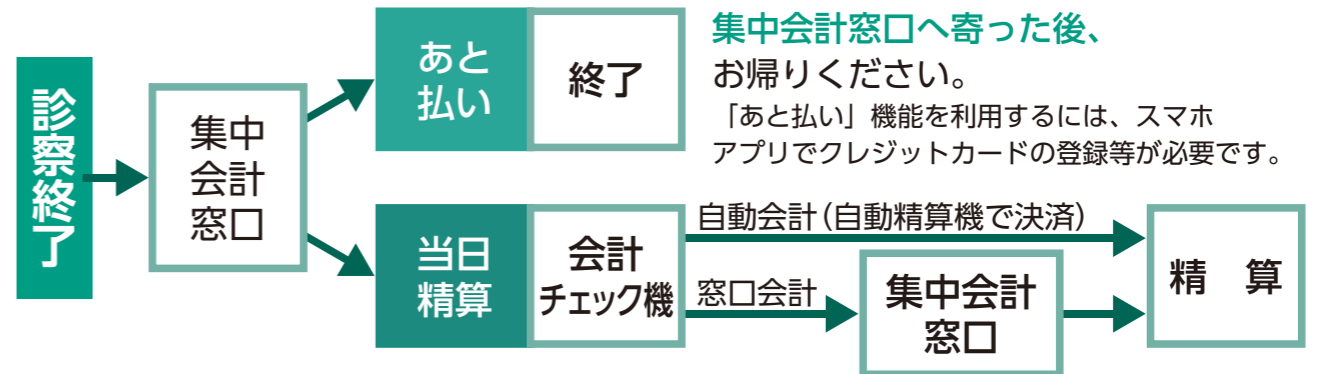 診察終了
集中
会計
窓口
あと
払い
終了
集中会計窓口へ寄った後、
お帰りください。
「あと払い」機能を利用するには、スマホ
アプリでクレジットカードの登録等が必要です。
当日
精算
会計
チェック機
自動会計(自動精算機で決済)
窓口会計
集中会計
窓口
精　算